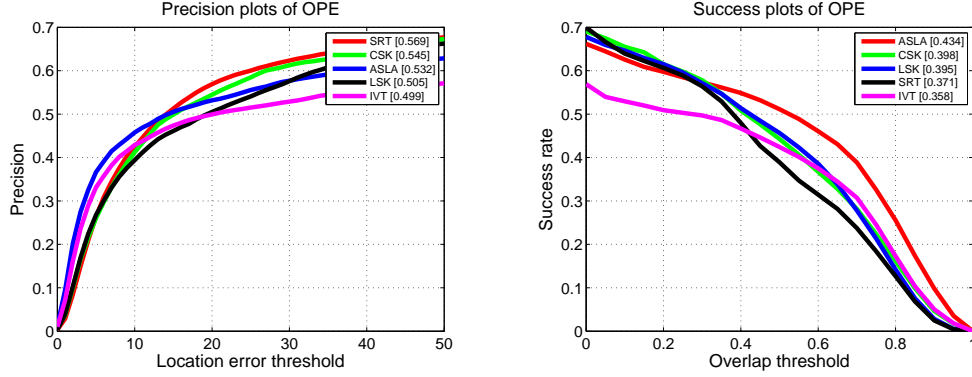 Precision plots of OPE
0.7
0.6
0.5
0.4
0.3
0.2
0.1
0
Precision
SRT [0.569]
CSK [0.545]
ASLA [0.532]
LSK [0.505]
IVT [0.499]
0 10 20 30 40 50
Location error threshold
Success plots of OPE
0.7
0.6
0.5
0.4
0.3
0.2
0.1
0
Success rate
ASLA [0.434]
CSK [0.398]
LSK [0.395]
SRT [0.371]
IVT [0.358]
0 0.2 0.4 0.6 0.8 1
Overlap threshold